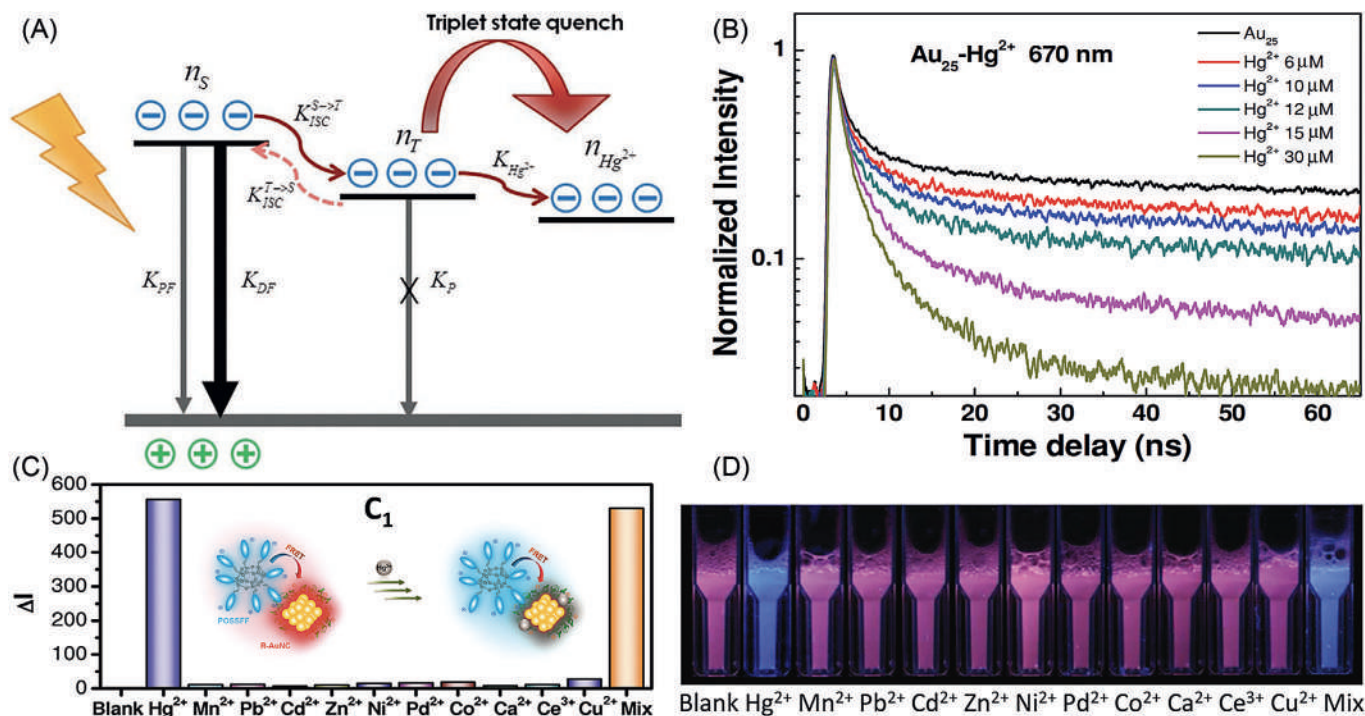 (A)
Triplet state quench
n_S
K_ISC^S->T
n_T
n_Hg²⁺
K_Hg²⁺
K_ISC^T->S
K_PF
K_DF
K_P
(B)
Au₂₅-Hg²⁺ 670 nm
Au₂₅
Hg²⁺ 6 μM
Hg²⁺ 10 μM
Hg²⁺ 12 μM
Hg²⁺ 15 μM
Hg²⁺ 30 μM
Normalized Intensity
1
0.1
0 10 20 30 40 50 60
Time delay (ns)
(C)
C₁
ΔI
600
500
400
300
200
100
0
FRET
POSSFF
R-AuNC
Hg²⁺
FRET
Blank Hg²⁺ Mn²⁺ Pb²⁺ Cd²⁺ Zn²⁺ Ni²⁺ Pd²⁺ Co²⁺ Ca²⁺ Ce³⁺ Cu²⁺ Mix
(D)
Blank Hg²⁺ Mn²⁺ Pb²⁺ Cd²⁺ Zn²⁺ Ni²⁺ Pd²⁺ Co²⁺ Ca²⁺ Ce³⁺ Cu²⁺ Mix